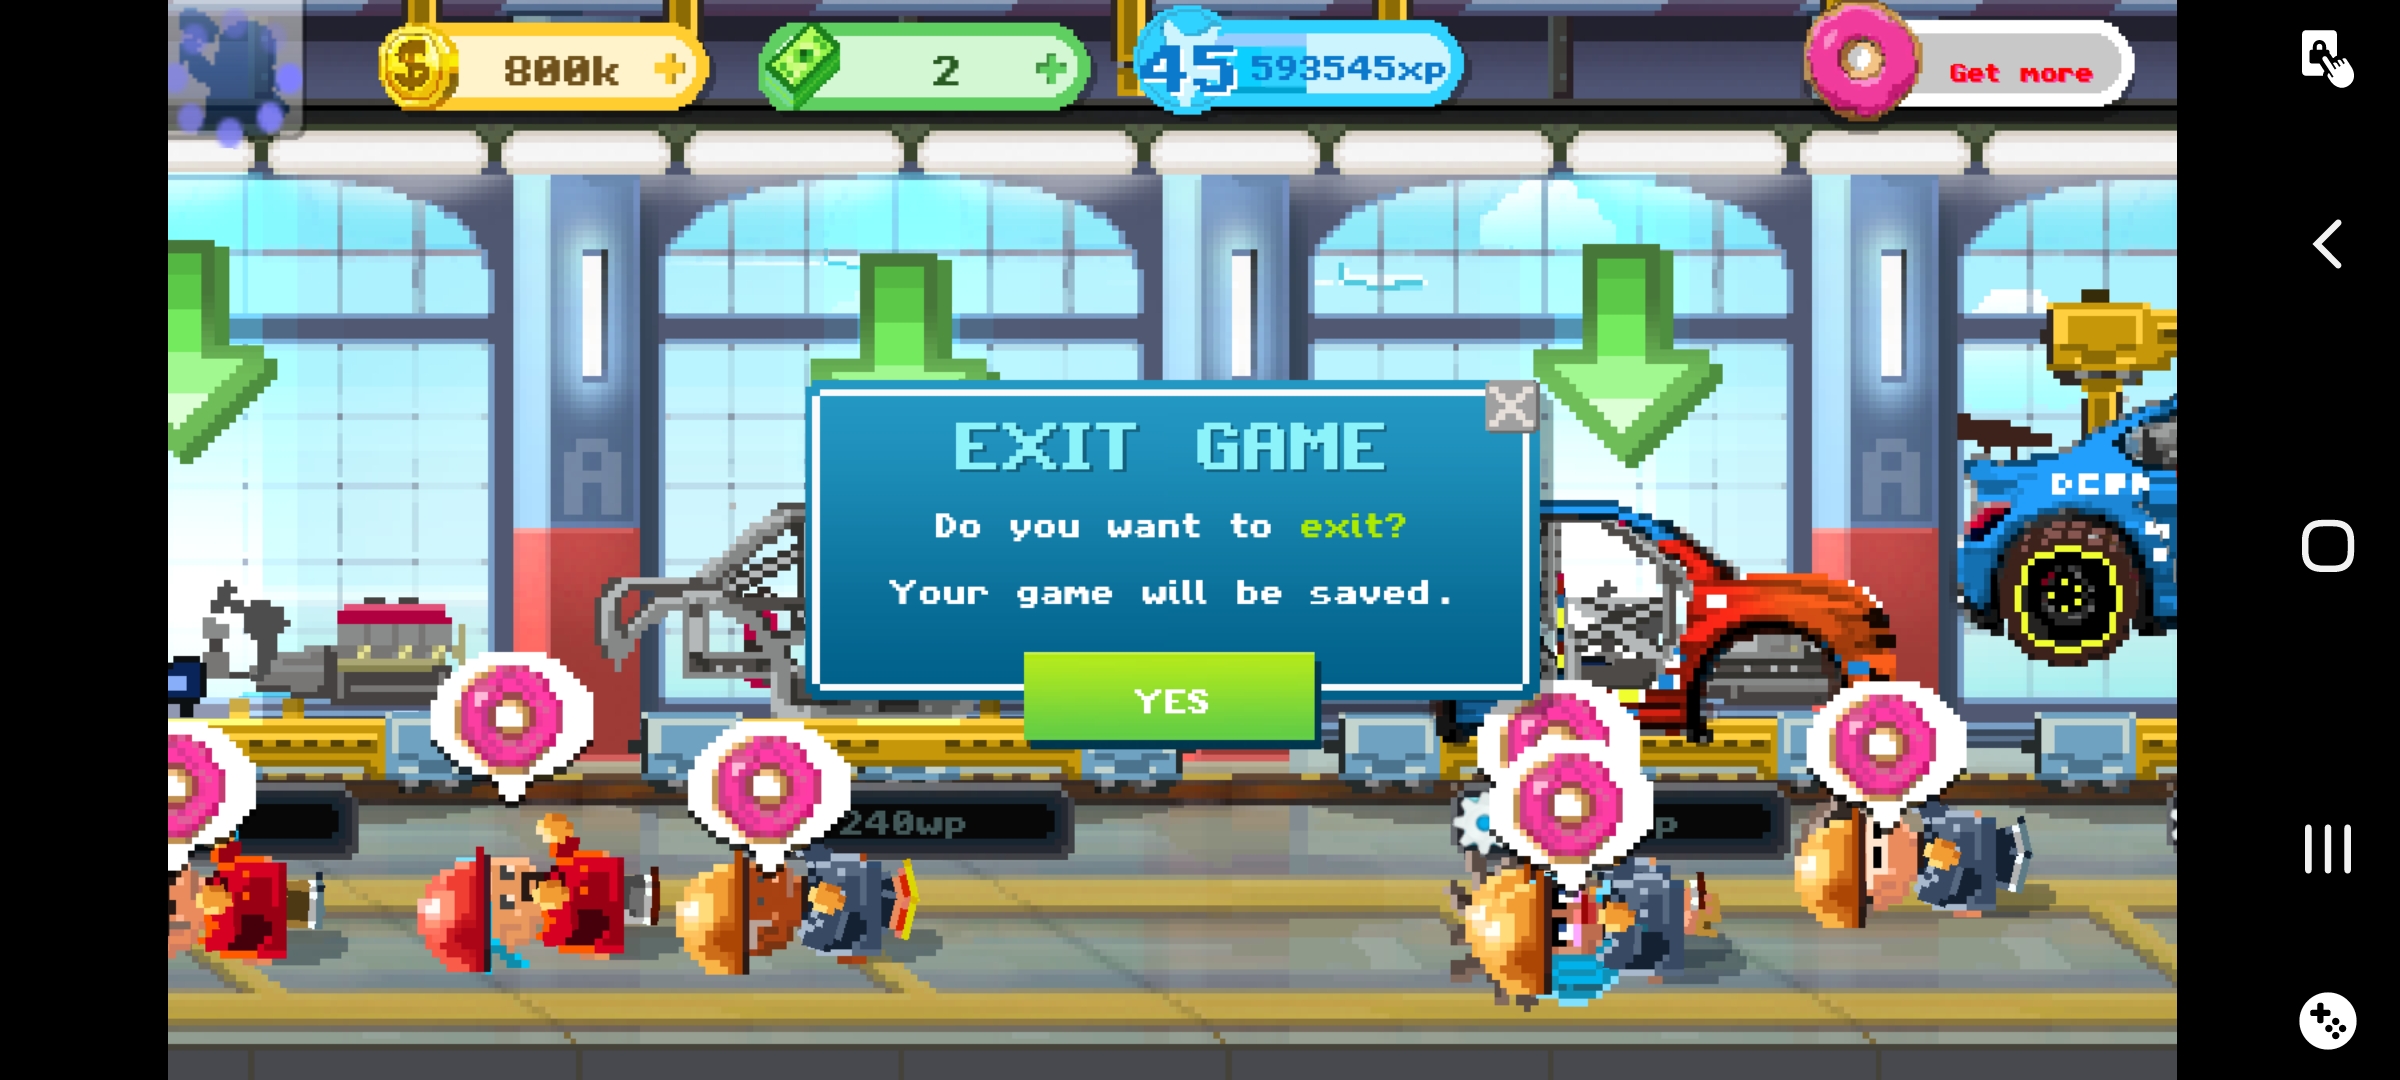 800k
2
45 593545xp
Get more
A
A
EXIT GAME
Do you want to exit?
Your game will be saved.
YES
240wp